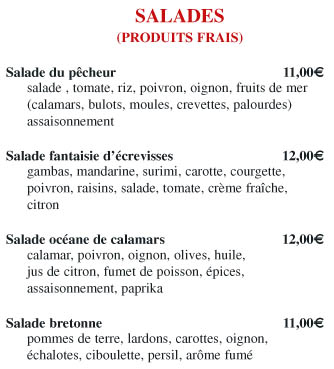 SALADES
(PRODUITS FRAIS)
Salade du pêcheur 11,00€
salade , tomate, riz, poivron, oignon, fruits de mer
(calamars, bulots, moules, crevettes, palourdes)
assaisonnement
Salade fantaisie d'écrevisses 12,00€
gambas, mandarine, surimi, carotte, courgette,
poivron, raisins, salade, tomate, crème fraîche,
citron
Salade océane de calamars 12,00€
calamar, poivron, oignon, olives, huile,
jus de citron, fumet de poisson, épices,
assaisonnement, paprika
Salade bretonne 11,00€
pommes de terre, lardons, carottes, oignon,
échalotes, ciboulette, persil, arôme fumé